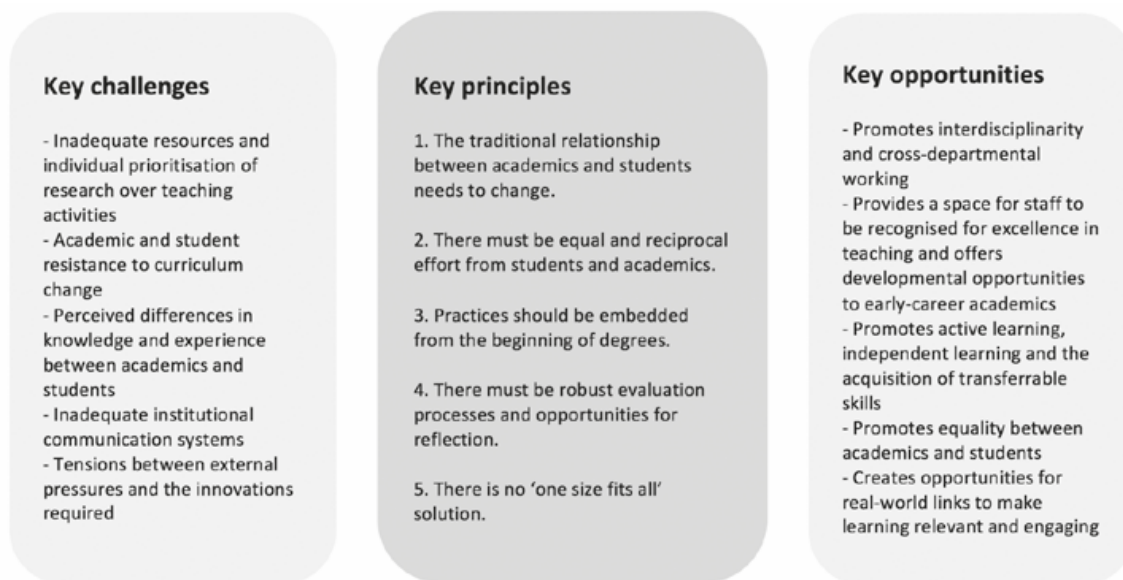 Key challenges
- Inadequate resources and
individual prioritisation of
research over teaching
activities
- Academic and student
resistance to curriculum
change
- Perceived differences in
knowledge and experience
between academics and
students
- Inadequate institutional
communication systems
- Tensions between external
pressures and the innovations
required
Key principles
1. The traditional relationship
between academics and students
needs to change.
2. There must be equal and reciprocal
effort from students and academics.
3. Practices should be embedded
from the beginning of degrees.
4. There must be robust evaluation
processes and opportunities for
reflection.
5. There is no ‘one size fits all’
solution.
Key opportunities
- Promotes interdisciplinarity
and cross-departmental
working
- Provides a space for staff to
be recognised for excellence in
teaching and offers
developmental opportunities
to early-career academics
- Promotes active learning,
independent learning and the
acquisition of transferrable
skills
- Promotes equality between
academics and students
- Creates opportunities for
real-world links to make
learning relevant and engaging